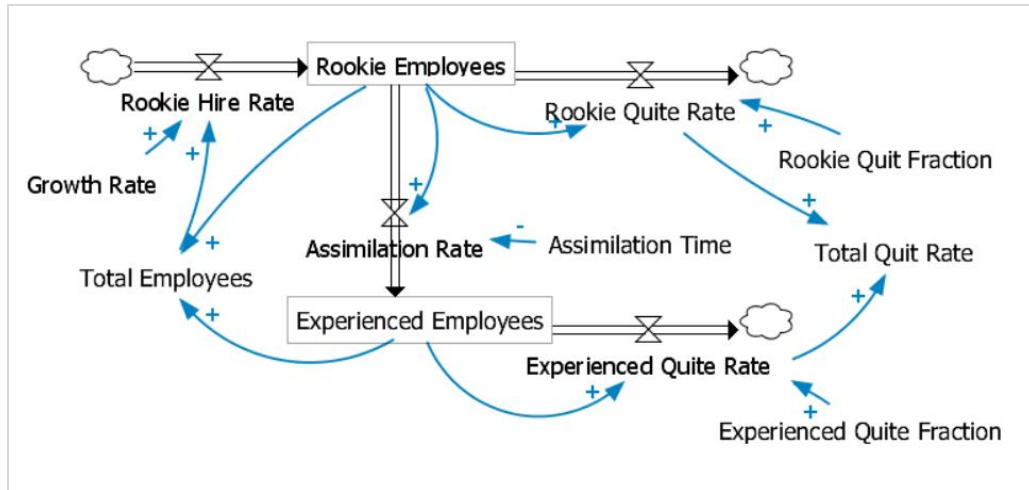 Rookie Employees
Rookie Hire Rate
Rookie Quite Rate
+
+
+
+
Rookie Quit Fraction
Growth Rate
+
+
Assimilation Rate
-
Assimilation Time
+
Total Quit Rate
+
Total Employees
+
+
Experienced Employees
Experienced Quite Rate
+
+
Experienced Quite Fraction